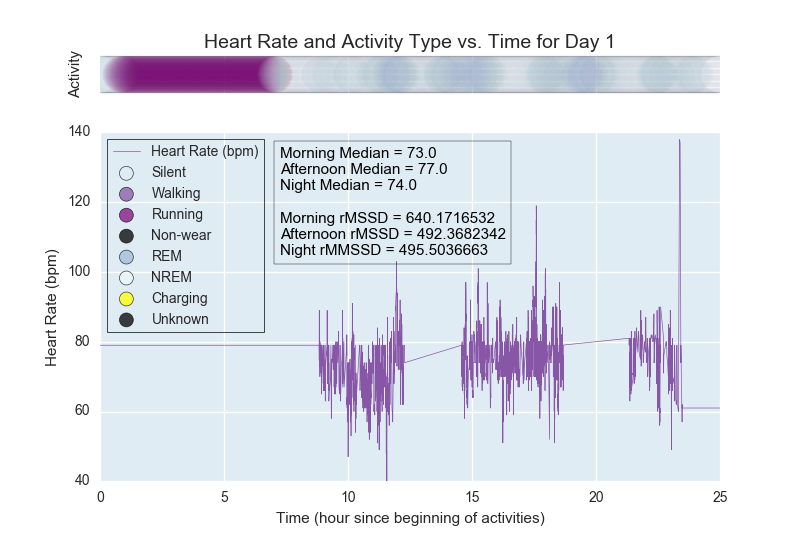 Heart Rate and Activity Type vs. Time for Day 1
Activity
140
120
100
80
60
40
Heart Rate (bpm)
Heart Rate (bpm)
Silent
Walking
Running
Non-wear
REM
NREM
Charging
Unknown
Morning Median = 73.0
Afternoon Median = 77.0
Night Median = 74.0
Morning rMSSD = 640.1716532
Afternoon rMSSD = 492.3682342
Night rMMSSD = 495.5036663
0 5 10 15 20 25
Time (hour since beginning of activities)